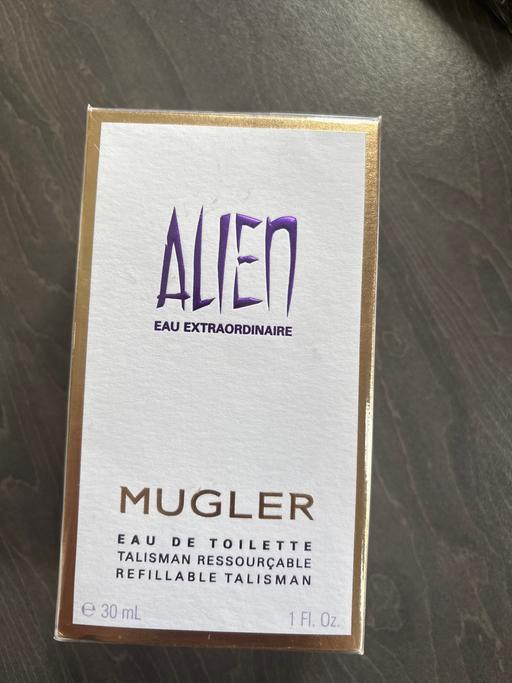 ALIEN
EAU EXTRAORDINAIRE
MUGLER
EAU DE TOILETTE
TALISMAN RESSOURÇABLE
REFILLABLE TALISMAN
℮ 30 mL 1 Fl. Oz.